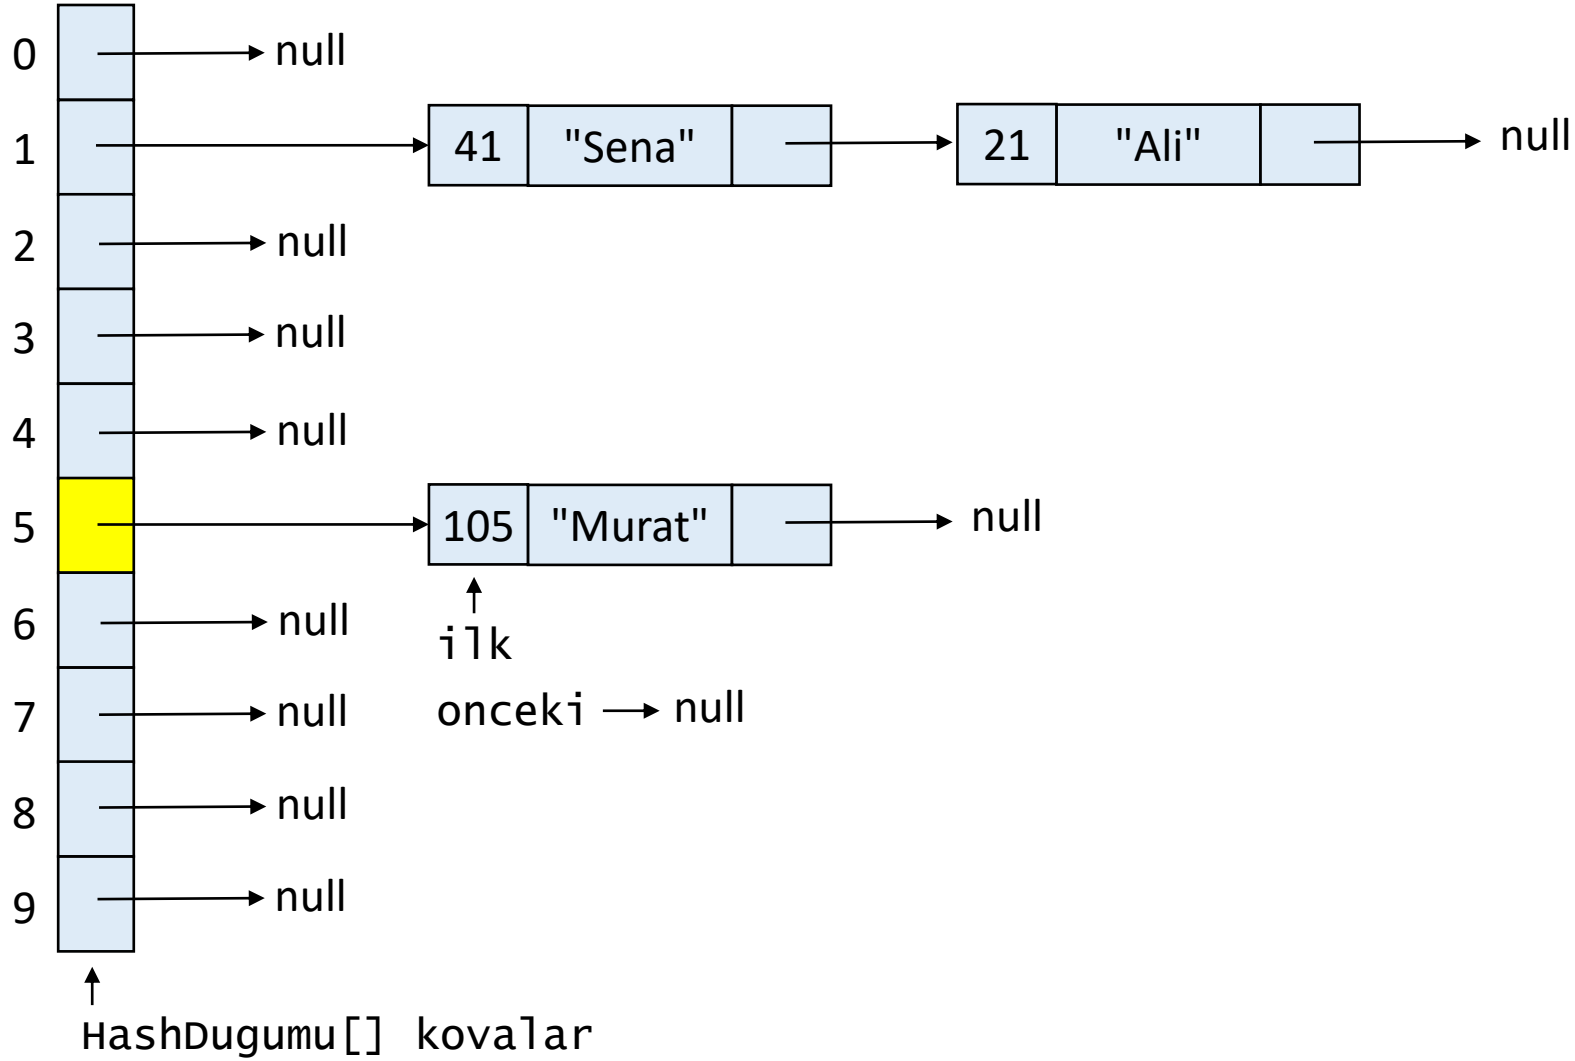 0 null
1 41 "Sena" 21 "Ali" null
2 null
3 null
4 null
5 105 "Murat" null
6 null
ilk
7 null onceki null
8 null
9 null
HashDugumu[] kovalar